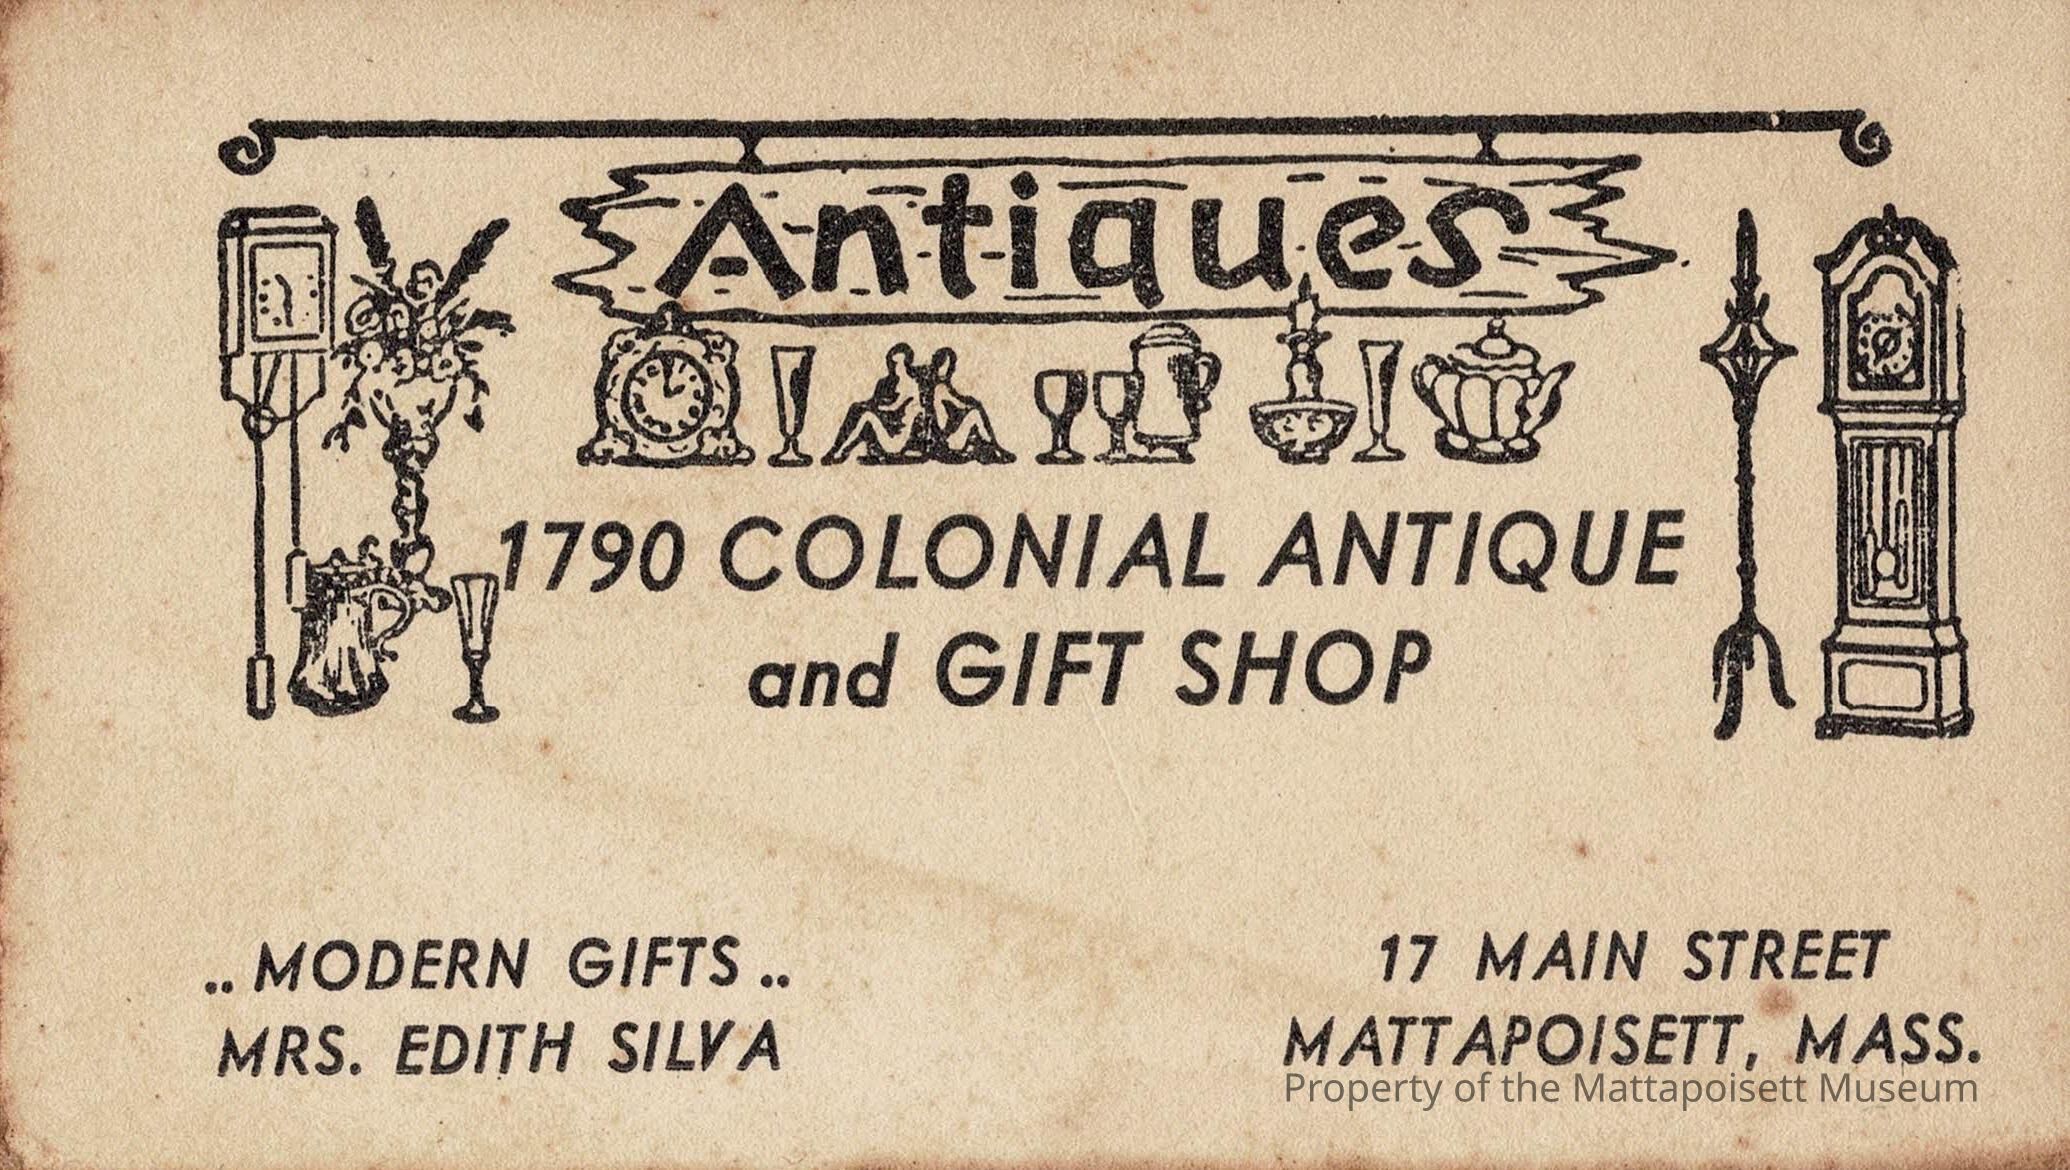 Antiques
1790 COLONIAL ANTIQUE
and GIFT SHOP
.. MODERN GIFTS ..
MRS. EDITH SILVA
17 MAIN STREET
MATTAPOISETT, MASS.
Property of the Mattapoisett Museum